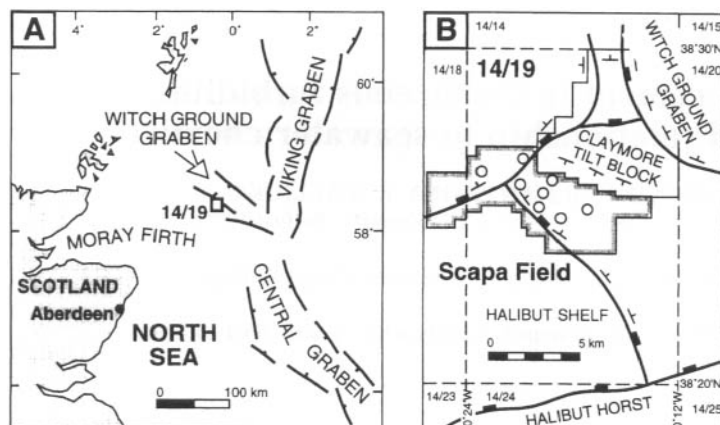 A
4°
2°
0°
2°
60°
WITCH GROUND
GRABEN
VIKING GRABEN
14/19
58°
MORAY FIRTH
SCOTLAND
Aberdeen
NORTH
SEA
CENTRAL
GRABEN
0
100 km
B
14/14
14/15
38°30'N
14/18
14/19
14/20
WITCH GROUND
GRABEN
CLAYMORE
TILT BLOCK
Scapa Field
HALIBUT SHELF
0
5 km
38°20'N
14/23
0°24'W
14/24
0°12'W
14/25
HALIBUT HORST